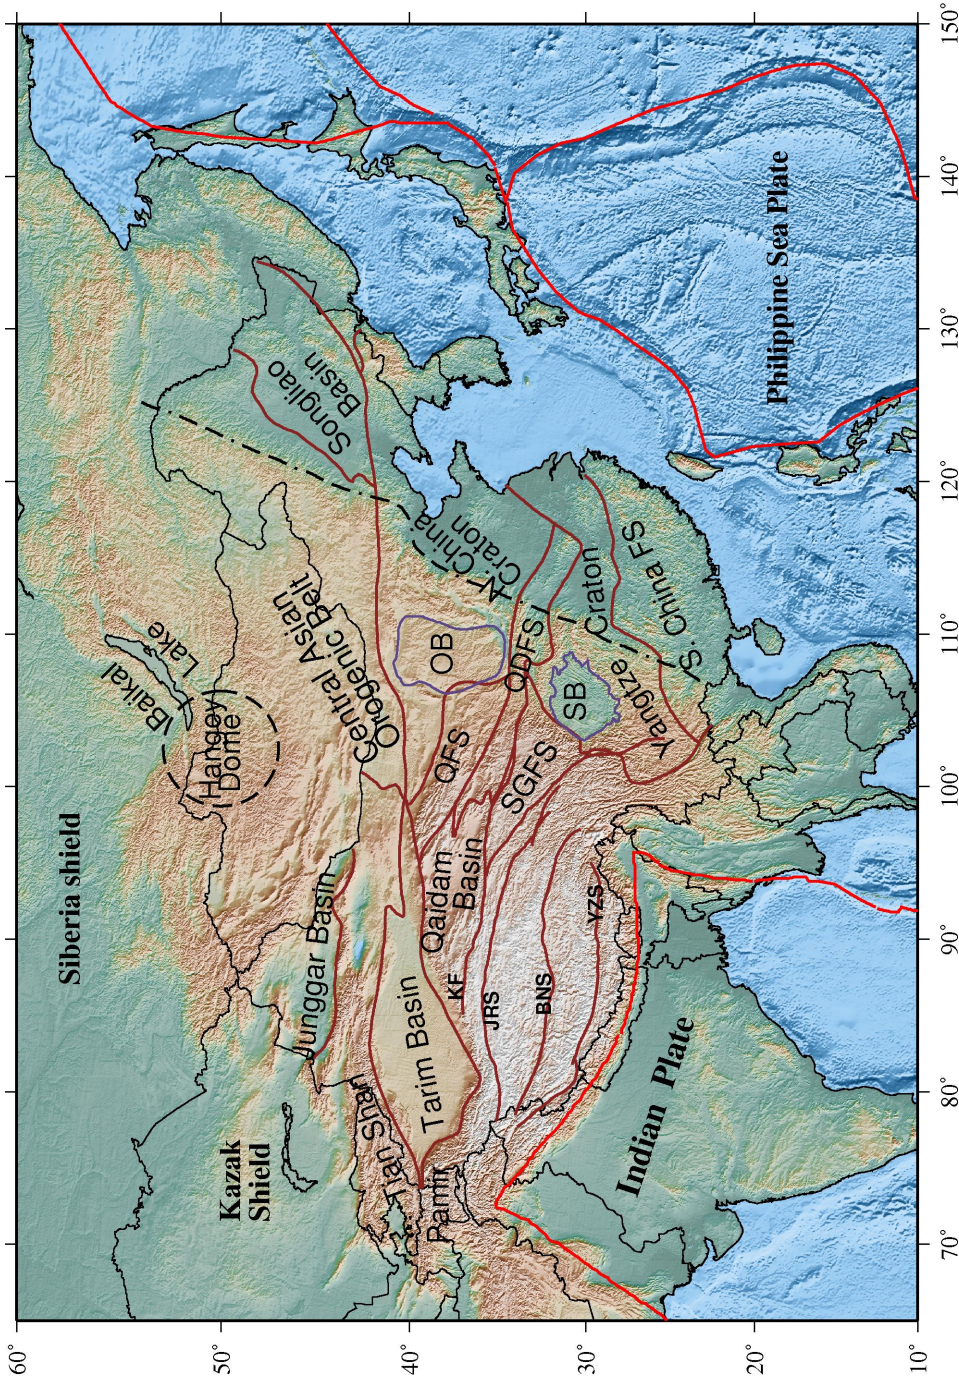 Siberia shield
Kazak
Shield
Baikal
Lake
Hangey
Dome
Central Asian
Orogenic Belt
Songliao
Basin
Junggar Basin
Tian Shan
Pamir
Tarim Basin
Qaidam
Basin
QFS
OB
N. China
Craton
KF
JRS
BNS
YZS
SGFS
QDFS
SB
Yangtze
Craton
S. China FS
Indian Plate
Philippine Sea Plate
60°
50°
40°
30°
20°
10°
70°
80°
90°
100°
110°
120°
130°
140°
150°